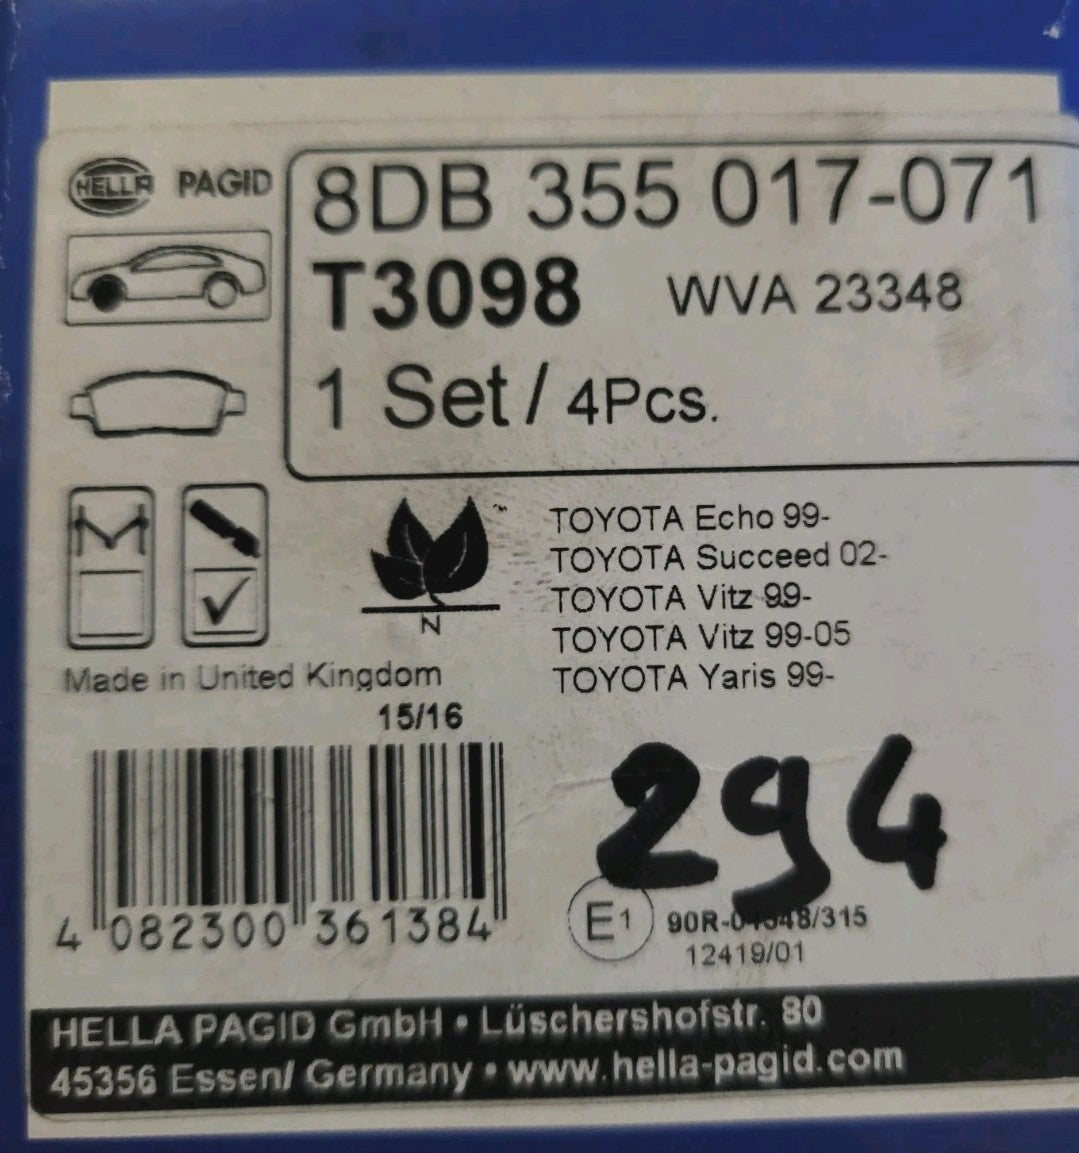 HELLA PAGID
8DB 355 017-071
T3098 WVA 23348
1 Set / 4Pcs.
TOYOTA Echo 99-
TOYOTA Succeed 02-
TOYOTA Vitz 99-
TOYOTA Vitz 99-05
TOYOTA Yaris 99-
N
Made in United Kingdom
15/16
294
4 082300 361384
E1
12419/01
HELLA PAGID GmbH • Lüschershofstr. 80
45356 Essen/ Germany • www.hella-pagid.com